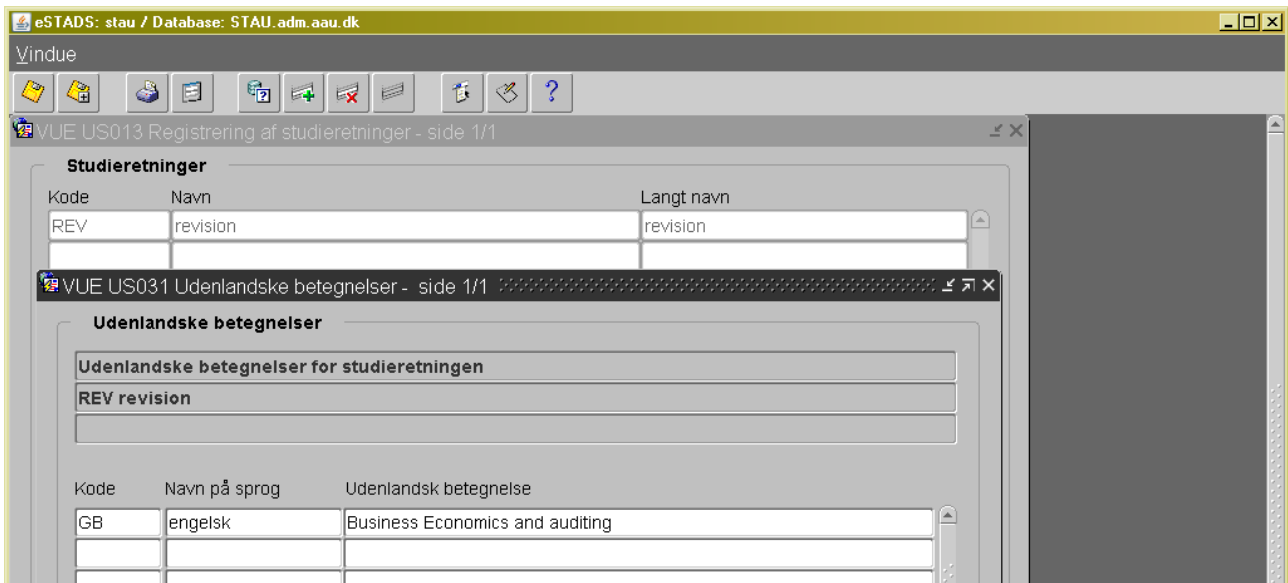 eSTADS: stau / Database: STAU.adm.aau.dk
Vindue
VUE US013 Registrering af studieretninger - side 1/1
Studieretninger
Kode Navn Langt navn
REV revision revision
VUE US031 Udenlandske betegnelser - side 1/1
Udenlandske betegnelser
Udenlandske betegnelser for studieretningen
REV revision
Kode Navn på sprog Udenlandsk betegnelse
GB engelsk Business Economics and auditing